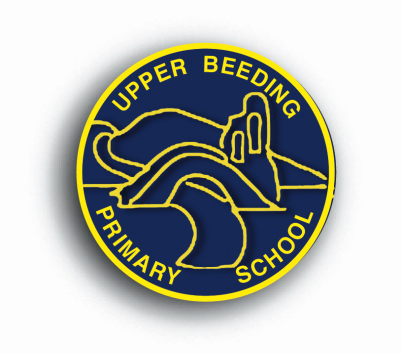 UPPER BEEDING
PRIMARY SCHOOL